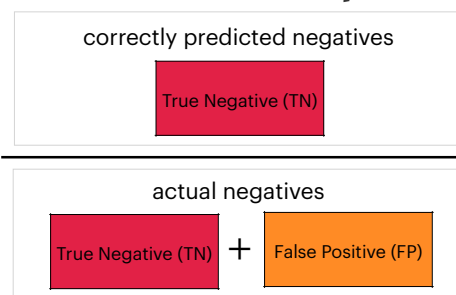 correctly predicted negatives
True Negative (TN)
actual negatives
True Negative (TN) + False Positive (FP)